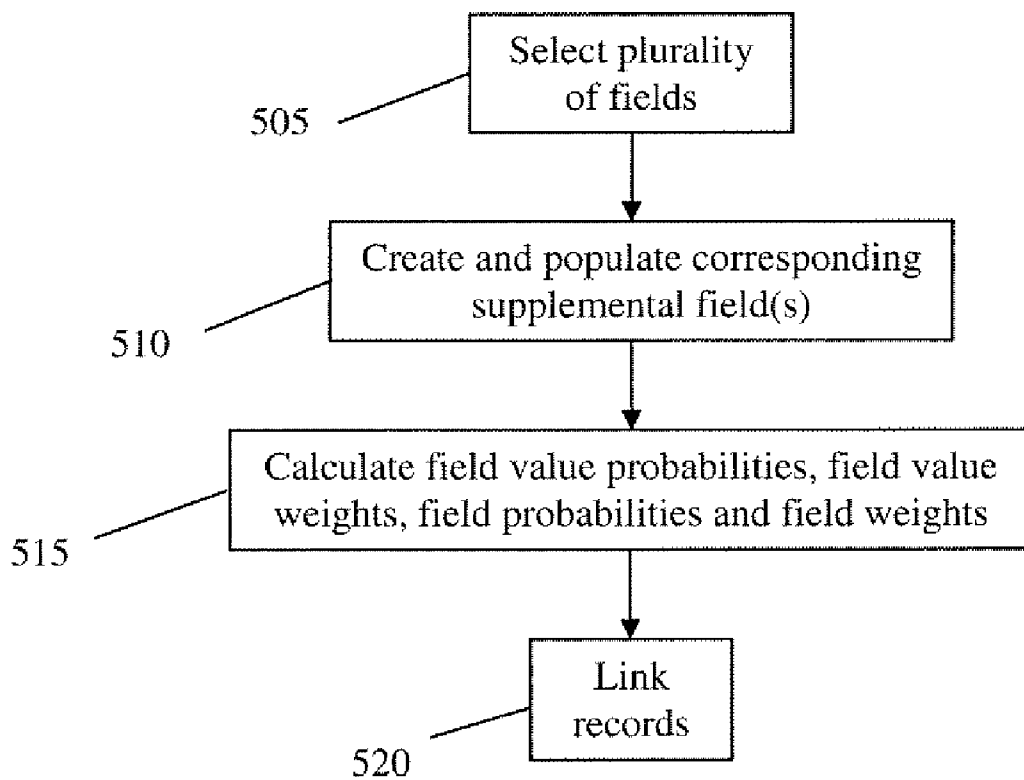 Select plurality
of fields
505
Create and populate corresponding
supplemental field(s)
510
Calculate field value probabilities, field value
weights, field probabilities and field weights
515
Link
records
520